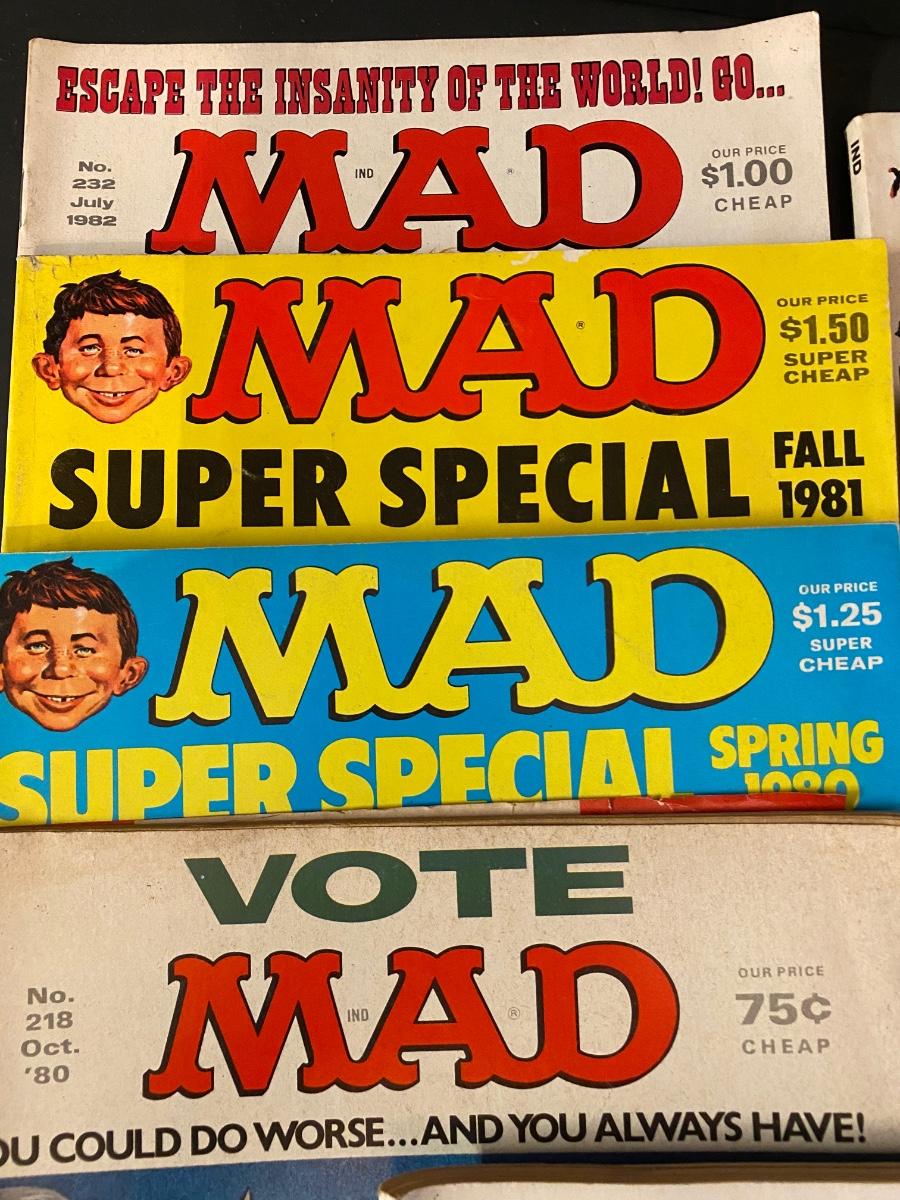 ESCAPE THE INSANITY OF THE WORLD! GO...
No.
232
July
1982
MAD
IND
®
OUR PRICE
$1.00
CHEAP
IND
MAD
®
OUR PRICE
$1.50
SUPER
CHEAP
SUPER SPECIAL
FALL
1981
MAD
OUR PRICE
$1.25
SUPER
CHEAP
SUPER SPECIAL
SPRING
1980
VOTE
No.
218
Oct.
'80
MAD
IND
®
OUR PRICE
75¢
CHEAP
OU COULD DO WORSE...AND YOU ALWAYS HAVE!